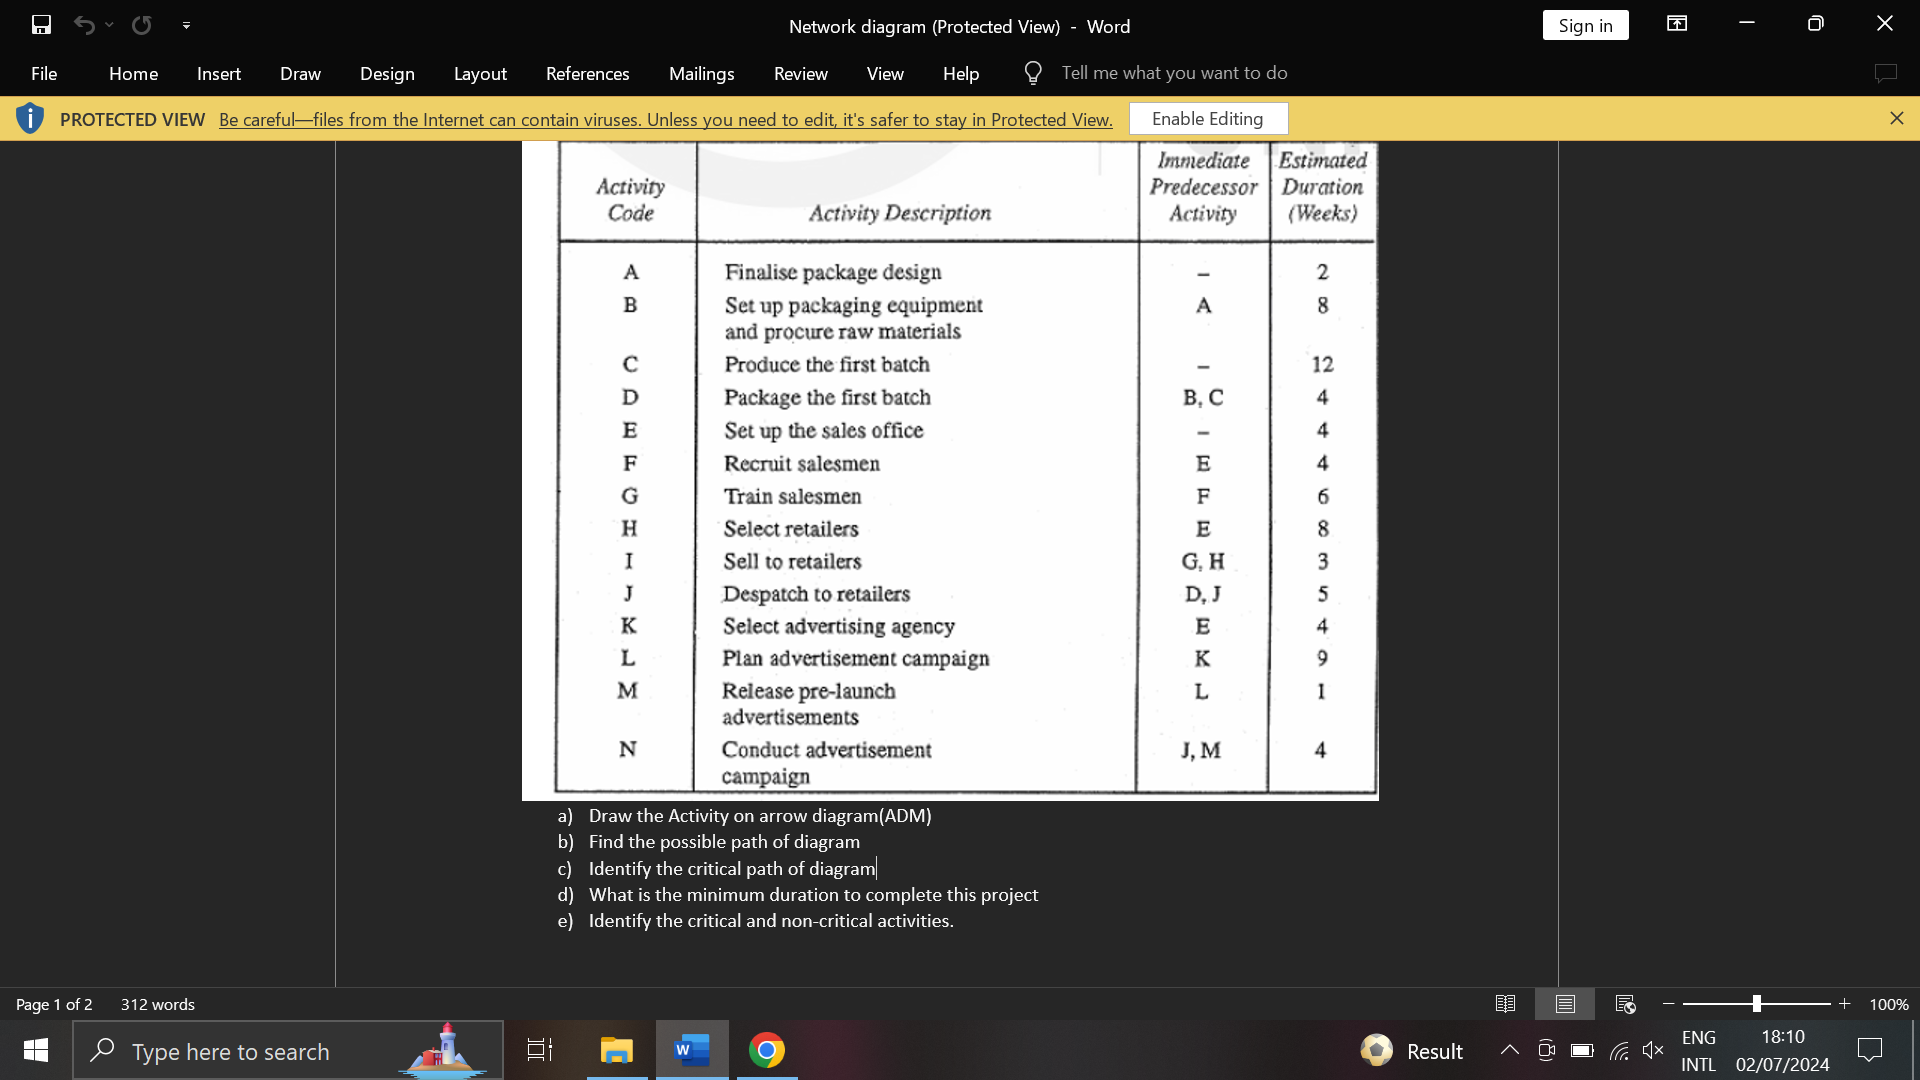 Network diagram (Protected View) - Word
Sign in
File Home Insert Draw Design Layout References Mailings Review View Help Tell me what you want to do
PROTECTED VIEW Be careful—files from the Internet can contain viruses. Unless you need to edit, it's safer to stay in Protected View. Enable Editing
Activity Code Activity Description Immediate Predecessor Activity Estimated Duration (Weeks)
A Finalise package design – 2
B Set up packaging equipment A 8
and procure raw materials
C Produce the first batch – 12
D Package the first batch B, C 4
E Set up the sales office – 4
F Recruit salesmen E 4
G Train salesmen F 6
H Select retailers E 8
I Sell to retailers G, H 3
J Despatch to retailers D, J 5
K Select advertising agency E 4
L Plan advertisement campaign K 9
M Release pre-launch L 1
advertisements
N Conduct advertisement J, M 4
campaign
a) Draw the Activity on arrow diagram(ADM)
b) Find the possible path of diagram
c) Identify the critical path of diagram
d) What is the minimum duration to complete this project
e) Identify the critical and non-critical activities.
Page 1 of 2 312 words 100%
Type here to search W Result ENG 18:10
INTL 02/07/2024